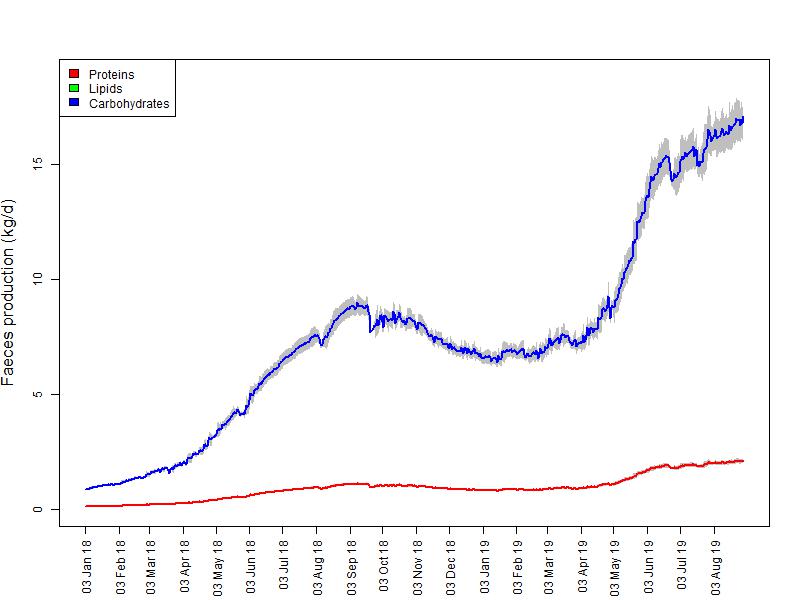 Proteins
Lipids
Carbohydrates
Faeces production (kg/d)
15
10
5
0
03 Jan 18
03 Feb 18
03 Mar 18
03 Apr 18
03 May 18
03 Jun 18
03 Jul 18
03 Aug 18
03 Sep 18
03 Oct 18
03 Nov 18
03 Dec 18
03 Jan 19
03 Feb 19
03 Mar 19
03 Apr 19
03 May 19
03 Jun 19
03 Jul 19
03 Aug 19